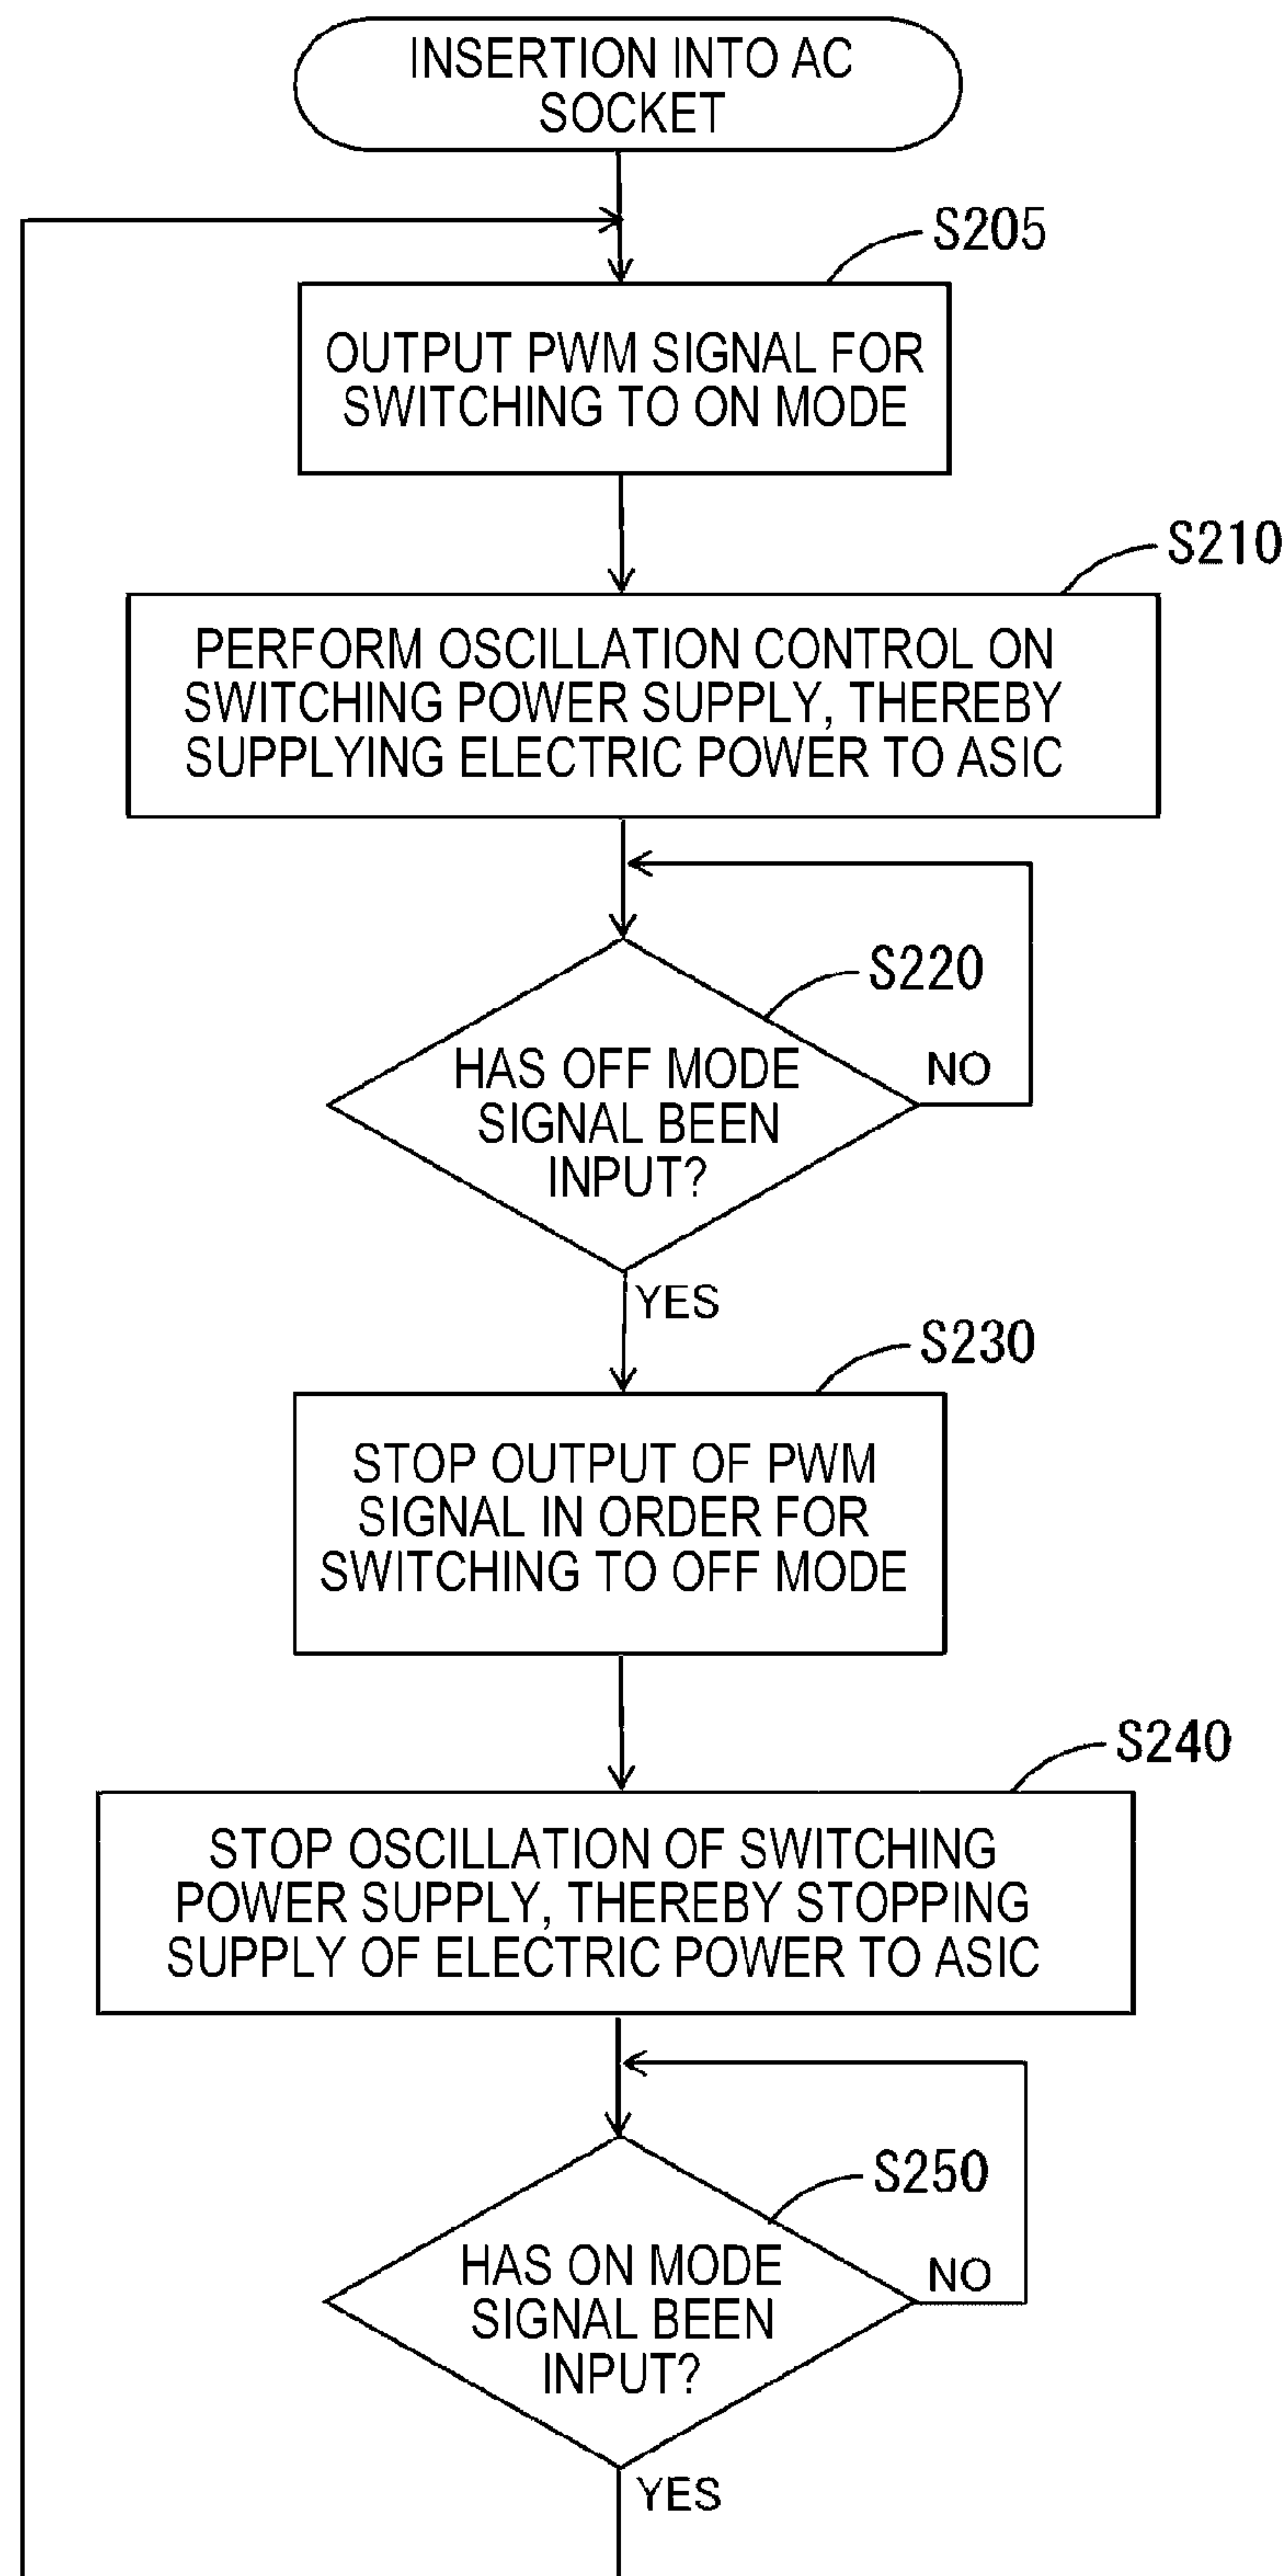 INSERTION INTO AC
SOCKET
S205
OUTPUT PWM SIGNAL FOR
SWITCHING TO ON MODE
S210
PERFORM OSCILLATION CONTROL ON
SWITCHING POWER SUPPLY, THEREBY
SUPPLYING ELECTRIC POWER TO ASIC
S220
HAS OFF MODE
SIGNAL BEEN
INPUT?
NO
YES
S230
STOP OUTPUT OF PWM
SIGNAL IN ORDER FOR
SWITCHING TO OFF MODE
S240
STOP OSCILLATION OF SWITCHING
POWER SUPPLY, THEREBY STOPPING
SUPPLY OF ELECTRIC POWER TO ASIC
S250
HAS ON MODE
SIGNAL BEEN
INPUT?
NO
YES